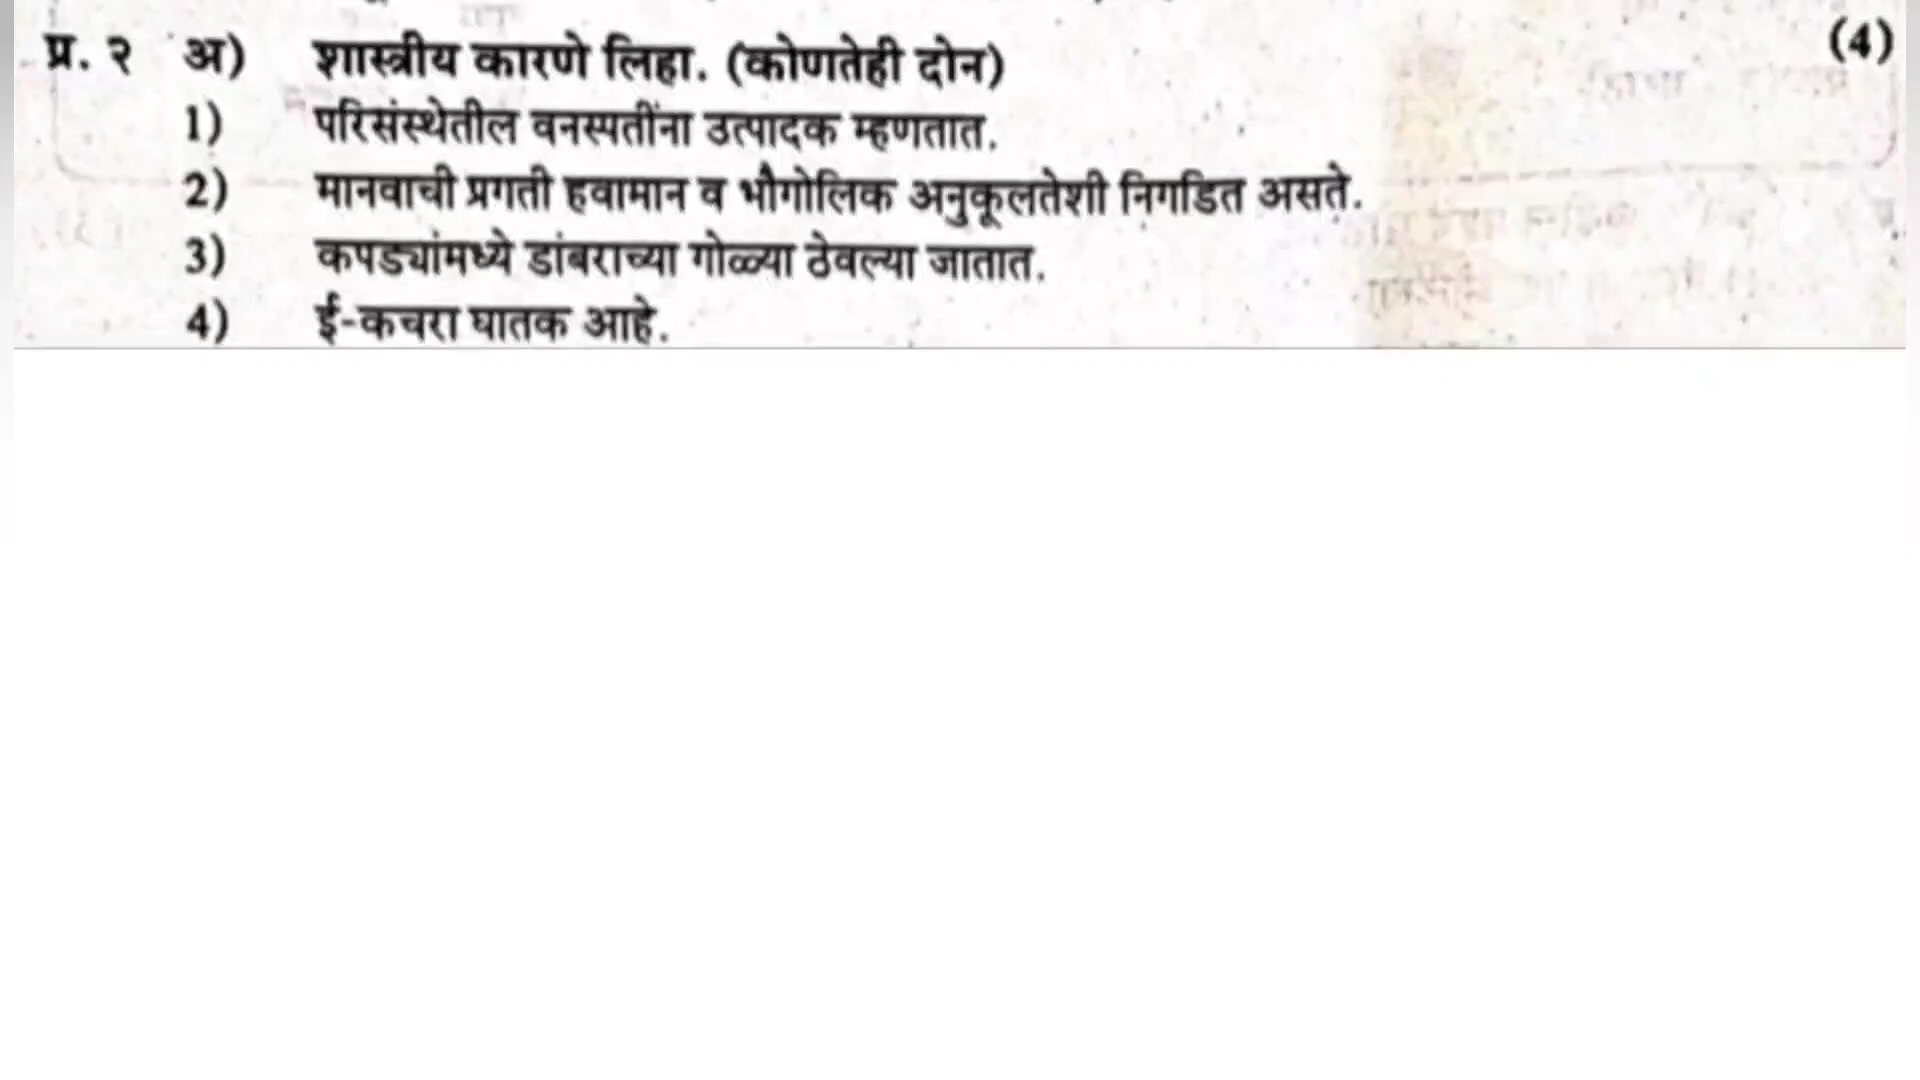 प्र. २ अ) शास्त्रीय कारणे लिहा. (कोणतेही दोन) (4)
1) परिसंस्थेतील वनस्पतींना उत्पादक म्हणतात.
2) मानवाची प्रगती हवामान व भौगोलिक अनुकूलतेशी निगडित असते.
3) कपड्यांमध्ये डांबराच्या गोळ्या ठेवल्या जातात.
4) ई-कचरा घातक आहे.